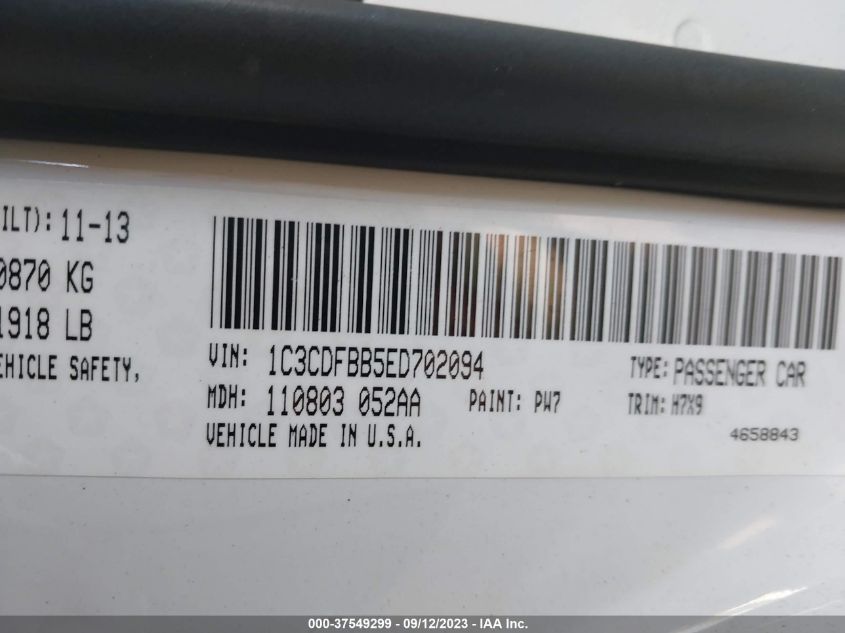 ILT): 11-13
0870 KG
1918 LB
EHICLE SAFETY,
VIN: 1C3CDFBB5ED702094
TYPE: PASSENGER CAR
MDH: 110803 052AA
PAINT: PW7
TRIM: H7X9
VEHICLE MADE IN U.S.A.
4658843
000-37549299 - 09/12/2023 - IAA Inc.